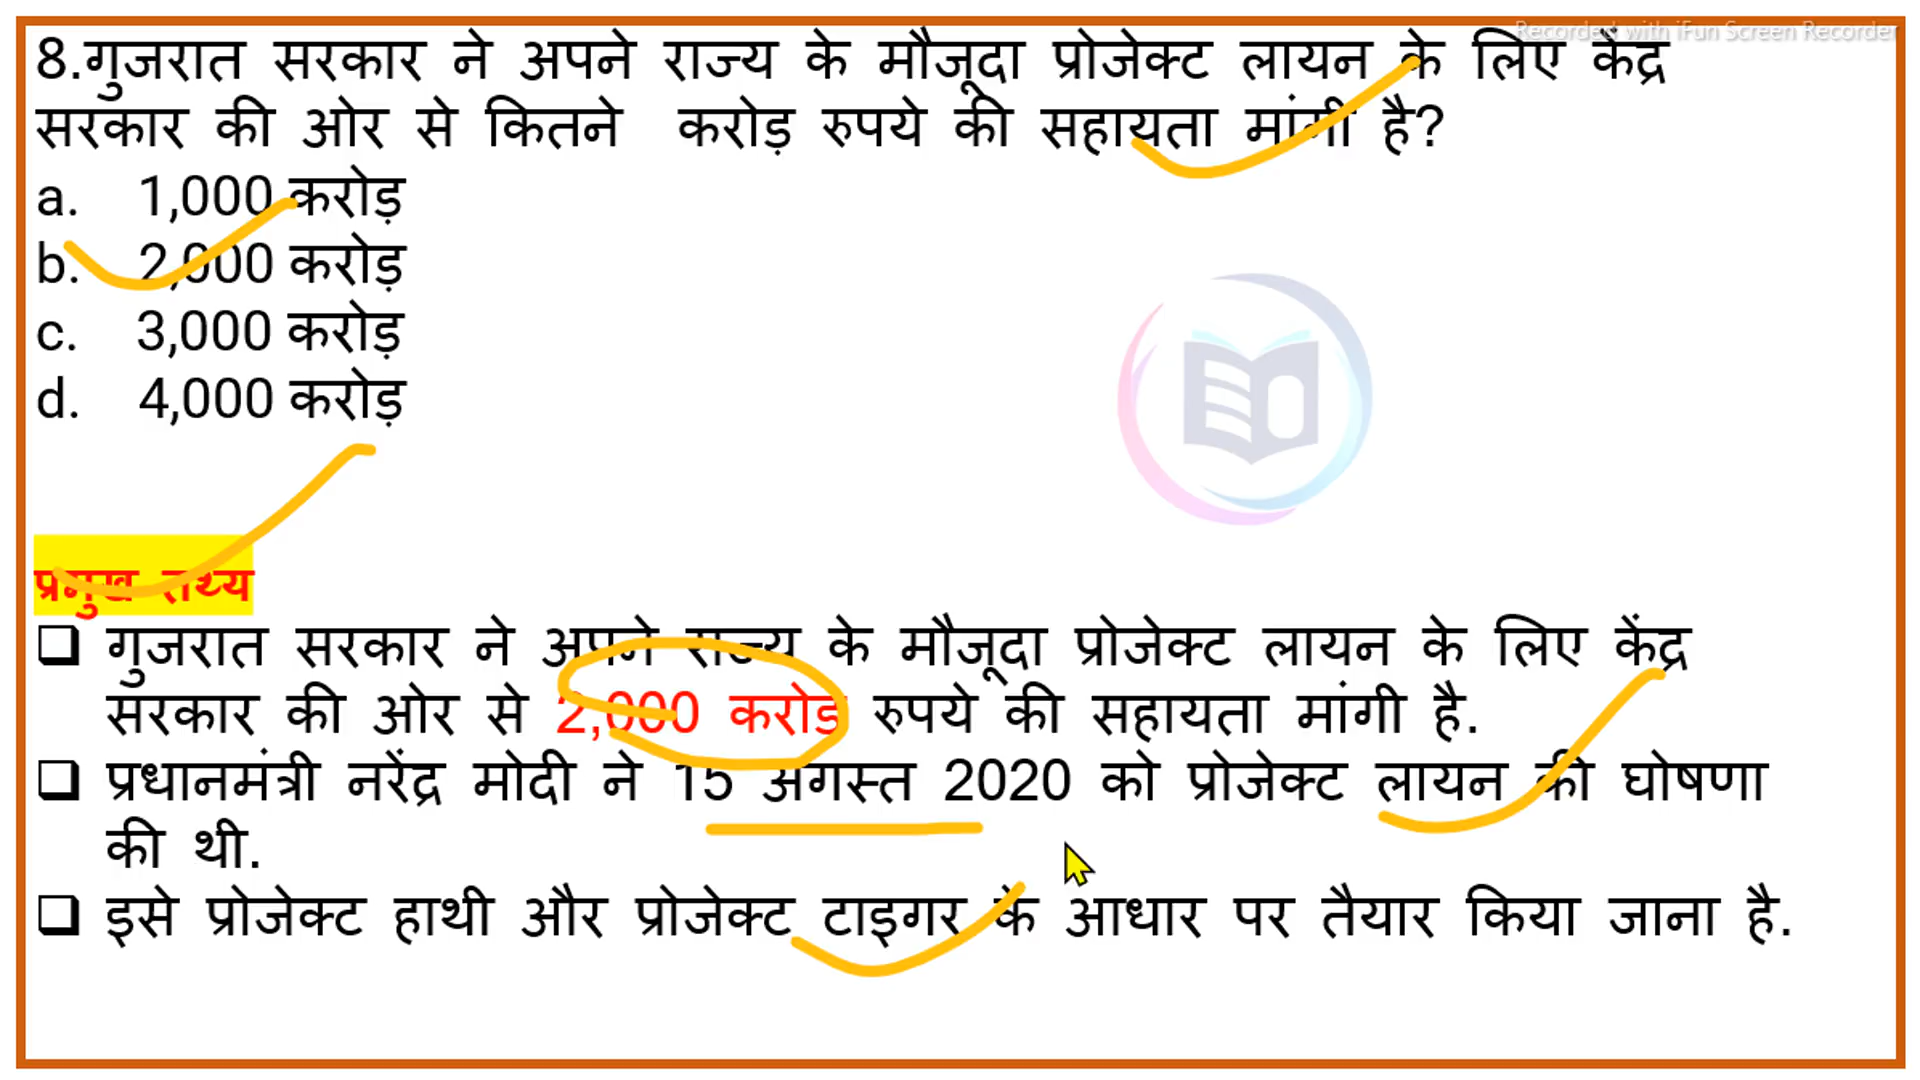 Recorded with iFun Screen Recorder
8.गुजरात सरकार ने अपने राज्य के मौजूदा प्रोजेक्ट लायन के लिए केंद्र
सरकार की ओर से कितने करोड़ रुपये की सहायता मांगी है?
a. 1,000 करोड़
b. 2,000 करोड़
c. 3,000 करोड़
d. 4,000 करोड़
प्रमुख तथ्य
❑ गुजरात सरकार ने अपने राज्य के मौजूदा प्रोजेक्ट लायन के लिए केंद्र
सरकार की ओर से 2,000 करोड़ रुपये की सहायता मांगी है.
❑ प्रधानमंत्री नरेंद्र मोदी ने 15 अगस्त 2020 को प्रोजेक्ट लायन की घोषणा
की थी.
❑ इसे प्रोजेक्ट हाथी और प्रोजेक्ट टाइगर के आधार पर तैयार किया जाना है.